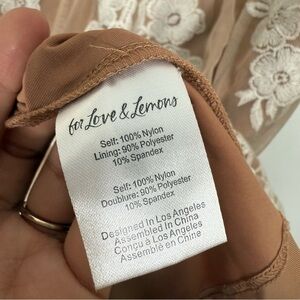 for Love & Lemons
Self: 100% Nylon
Lining: 90% Polyester
10% Spandex
Self: 100% Nylon
Doublure: 90% Polyester
10% Spandex
Designed In Los Angeles
Assembled In China
Conçu à Los Angeles
Assemblé en Chine